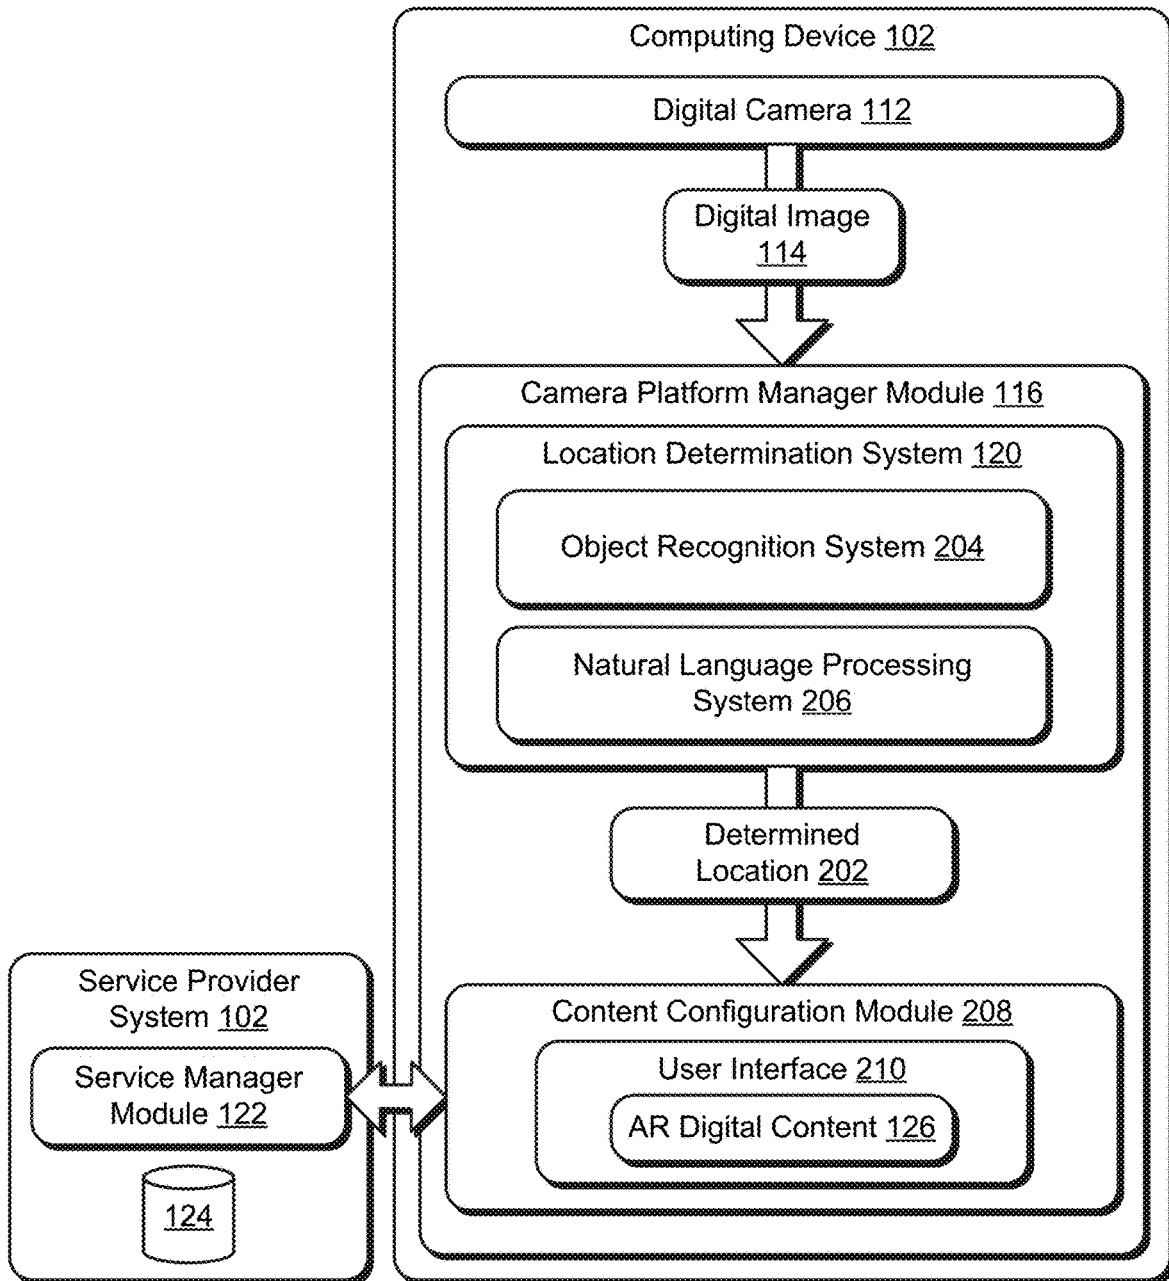 Computing Device 102
Digital Camera 112
Digital Image
114
Camera Platform Manager Module 116
Location Determination System 120
Object Recognition System 204
Natural Language Processing
System 206
Determined
Location 202
Service Provider
System 102
Service Manager
Module 122
124
Content Configuration Module 208
User Interface 210
AR Digital Content 126